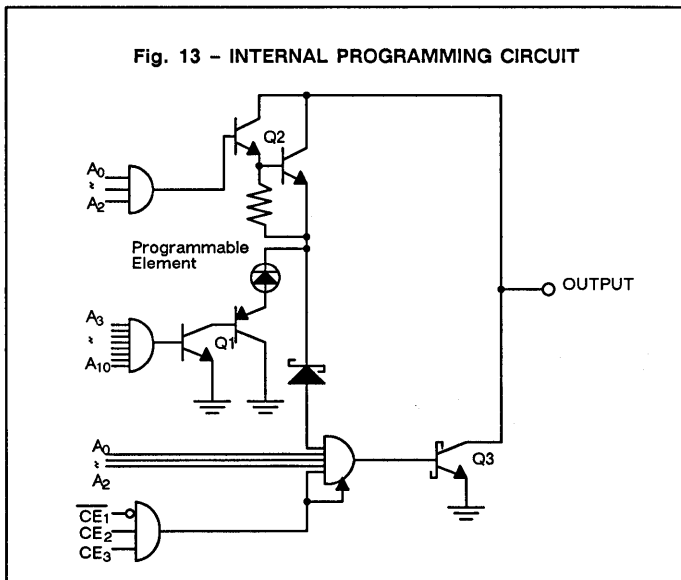 Fig. 13 - INTERNAL PROGRAMMING CIRCUIT
Q2
A0
~
A2
Programmable
Element
OUTPUT
A3
~
A10
Q1
A0
~
A2
Q3
CE1
CE2
CE3